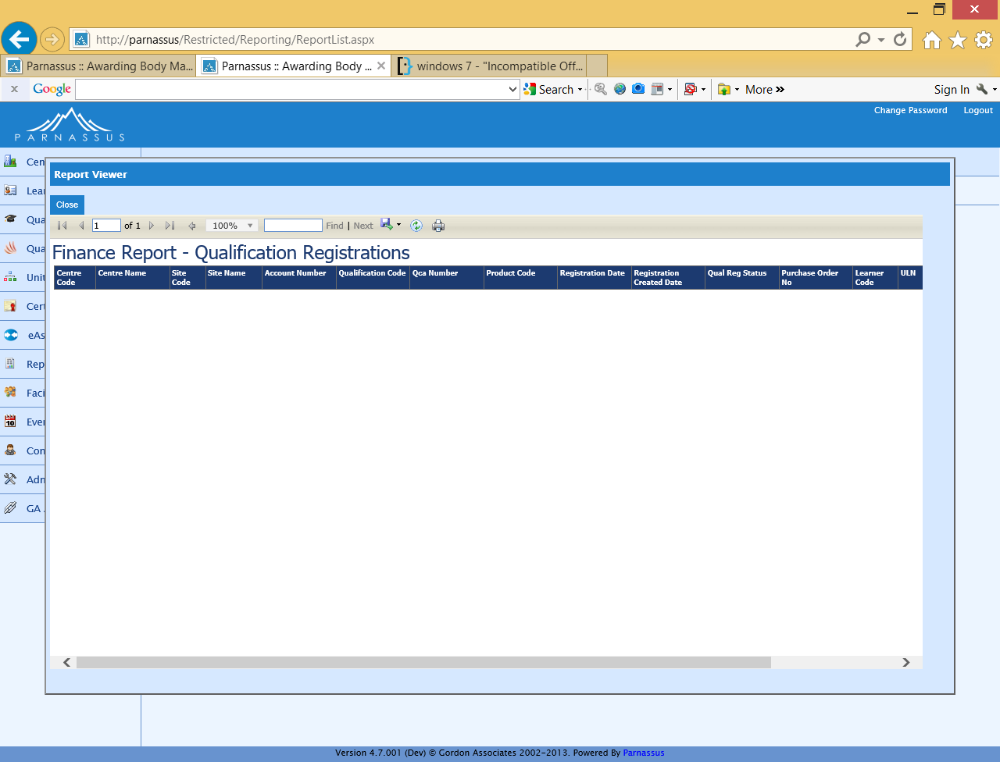 http://parnassus/Restricted/Reporting/ReportList.aspx
Parnassus :: Awarding Body Ma...
Parnassus :: Awarding Body ...
windows 7 - "Incompatible Off...
x Google
Search
More »
Sign In
PARNASSUS
Change Password
Logout
Cen
Lea
Qua
Qua
Unit
Cert
eAs
Rep
Faci
Even
Con
Adm
GA
Report Viewer
Close
1 of 1
100%
Find | Next
Finance Report - Qualification Registrations
Centre Code
Centre Name
Site Code
Site Name
Account Number
Qualification Code
Qca Number
Product Code
Registration Date
Registration Created Date
Qual Reg Status
Purchase Order No
Learner Code
ULN
Version 4.7.001 (Dev) © Gordon Associates 2002-2013. Powered By Parnassus